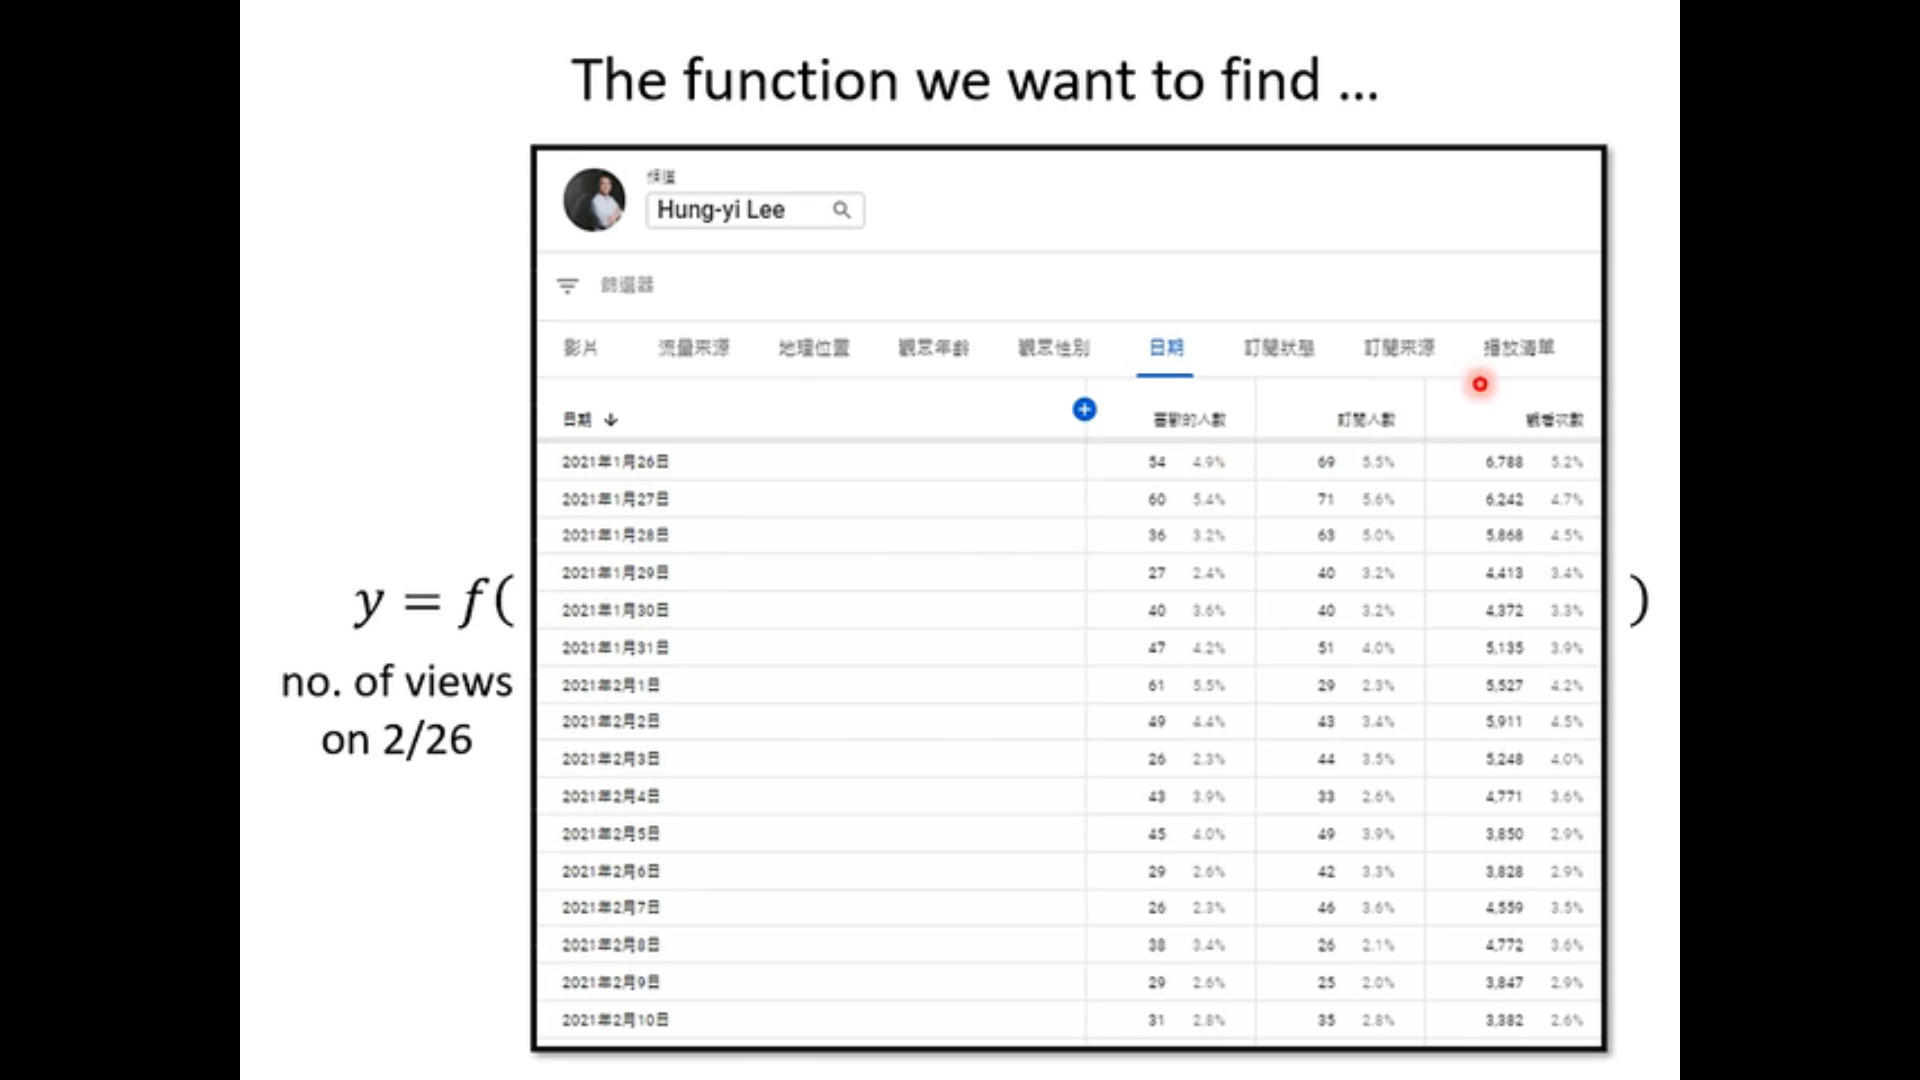 The function we want to find ...
頻道
Hung-yi Lee
篩選器
影片 流量來源 地理位置 觀眾年齡 觀眾性別 日期 訂閱狀態 訂閱來源 播放清單
日期 ↓ 喜歡的人數 訂閱人數 觀看次數
2021年1月26日 54 4.9% 69 5.5% 6,788 5.2%
2021年1月27日 60 5.4% 71 5.6% 6,242 4.7%
2021年1月28日 36 3.2% 63 5.0% 5,868 4.5%
2021年1月29日 27 2.4% 40 3.2% 4,413 3.4%
2021年1月30日 40 3.6% 40 3.2% 4,372 3.3%
y = f( )
2021年1月31日 47 4.2% 51 4.0% 5,135 3.9%
2021年2月1日 61 5.5% 29 2.3% 5,527 4.2%
no. of views
2021年2月2日 49 4.4% 43 3.4% 5,911 4.5%
on 2/26
2021年2月3日 26 2.3% 44 3.5% 5,248 4.0%
2021年2月4日 43 3.9% 33 2.6% 4,771 3.6%
2021年2月5日 45 4.0% 49 3.9% 3,850 2.9%
2021年2月6日 29 2.6% 42 3.3% 3,828 2.9%
2021年2月7日 26 2.3% 46 3.6% 4,559 3.5%
2021年2月8日 38 3.4% 26 2.1% 4,772 3.6%
2021年2月9日 29 2.6% 25 2.0% 3,847 2.9%
2021年2月10日 31 2.8% 35 2.8% 3,382 2.6%